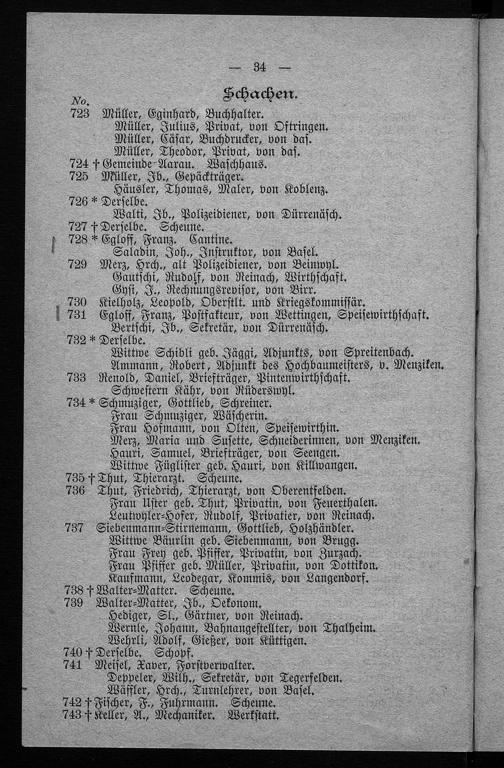 — 34 —
Schachen.
No.
723 Müller, Eginhard, Buchhalter.
Müller, Julius, Privat, von Oftringen.
Müller, Cäsar, Buchdrucker, von das.
Müller, Theodor, Privat, von das.
724 † Gemeinde Aarau. Waschhaus.
725 Müller, Jb., Gepäckträger.
Häusler, Thomas, Maler, von Koblenz.
726 * Derselbe.
Walti, Jb., Polizeidiener, von Dürrenäsch.
727 † Derselbe. Scheune.
728 * Egloff, Franz. Cantine.
Saladin, Joh., Instruktor, von Basel.
729 Merz, Hrch., alt Polizeidiener, von Beinwyl.
Gautschi, Rudolf, von Reinach, Wirthschaft.
Gysi, J., Rechnungsrevisor, von Birr.
730 Kielholz, Leopold, Oberstlt. und Kriegskommissär.
731 Egloff, Franz, Postfakteur, von Wettingen, Speisewirthschaft.
Bertschi, Jb., Sekretär, von Dürrenäsch.
732 * Derselbe.
Wittwe Schibli geb. Jäggi, Adjunkts, von Spreitenbach.
Ammann, Robert, Adjunkt des Hochbaumeisters, v. Menziken.
733 Renold, Daniel, Briefträger, Pintenwirthschaft.
Schwestern Kähr, von Rüderswyl.
734 * Schmuziger, Gottlieb, Schreiner.
Frau Schmuziger, Wäscherin.
Frau Hofmann, von Olten, Speisewirthin.
Merz, Maria und Susette, Schneiderinnen, von Menziken.
Hauri, Samuel, Briefträger, von Seengen.
Wittwe Füglister geb. Hauri, von Killwangen.
735 † Thut, Thierarzt. Scheune.
736 Thut, Friedrich, Thierarzt, von Oberentfelden.
Frau Uster geb. Thut, Privatin, von Feuerthalen.
Leutwyler-Hofer, Rudolf, Privatier, von Reinach.
737 Siebenmann-Stirnemann, Gottlieb, Holzhändler.
Wittwe Bäurlin geb. Siebenmann, von Brugg.
Frau Frey geb. Pfiffer, Privatin, von Zurzach.
Frau Pfiffer geb. Müller, Privatin, von Dottikon.
Kaufmann, Leodegar, Kommis, von Langendorf.
738 † Walter-Matter. Scheune.
739 Walter-Matter, Jb., Oekonom.
Hediger, Sl., Gärtner, von Reinach.
Wernle, Johann, Bahnangestellter, von Thalheim.
Wehrli, Adolf, Gießer, von Küttigen.
740 † Derselbe. Schopf.
741 Meisel, Xaver, Forstverwalter.
Deppeler, Wilh., Sekretär, von Tegerfelden.
Wäffler, Hrch., Turnlehrer, von Basel.
742 † Fischer, F., Fuhrmann. Scheune.
743 † Keller, A., Mechaniker. Werkstatt.